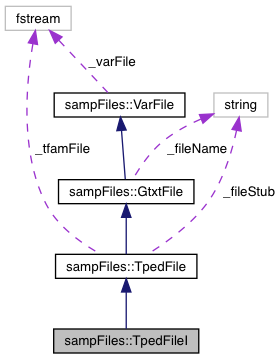 fstream
_varFile
sampFiles::VarFile
string
_tfamFile
_fileName
sampFiles::GtxtFile
_fileStub
sampFiles::TpedFile
sampFiles::TpedFileI